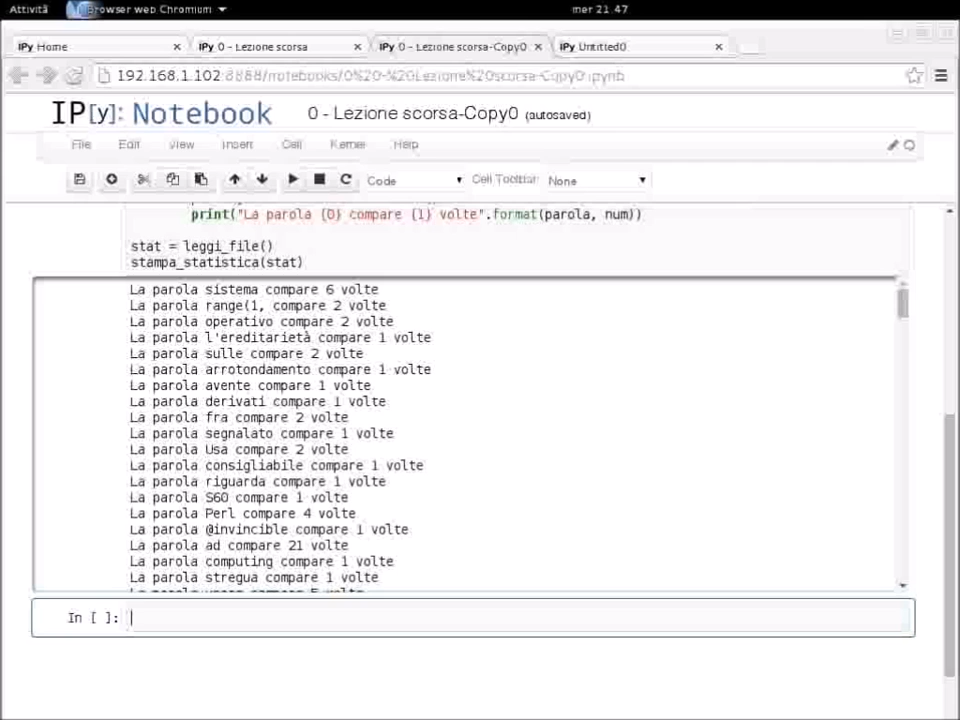 Attività Browser web Chromium mer 21.47
IPy Home × IPy 0 - Lezione scorsa × IPy 0 - Lezione scorsa-Copy0 × IPy Untitled0 ×
192.168.1.102:8888/notebooks/0%20-%20Lezione%20scorsa-Copy0.ipynb
IP[y]: Notebook 0 - Lezione scorsa-Copy0 (autosaved)
File Edit View Insert Cell Kernel Help
Code Cell Toolbar: None
print("La parola {0} compare {1} volte".format(parola, num))
stat = leggi_file()
stampa_statistica(stat)
La parola sistema compare 6 volte
La parola range(1, compare 2 volte
La parola operativo compare 2 volte
La parola l'ereditarietà compare 1 volte
La parola sulle compare 2 volte
La parola arrotondamento compare 1 volte
La parola avente compare 1 volte
La parola derivati compare 1 volte
La parola fra compare 2 volte
La parola segnalato compare 1 volte
La parola Usa compare 2 volte
La parola consigliabile compare 1 volte
La parola riguarda compare 1 volte
La parola S60 compare 1 volte
La parola Perl compare 4 volte
La parola @invincible compare 1 volte
La parola ad compare 21 volte
La parola computing compare 1 volte
La parola stregua compare 1 volte
In [ ]: